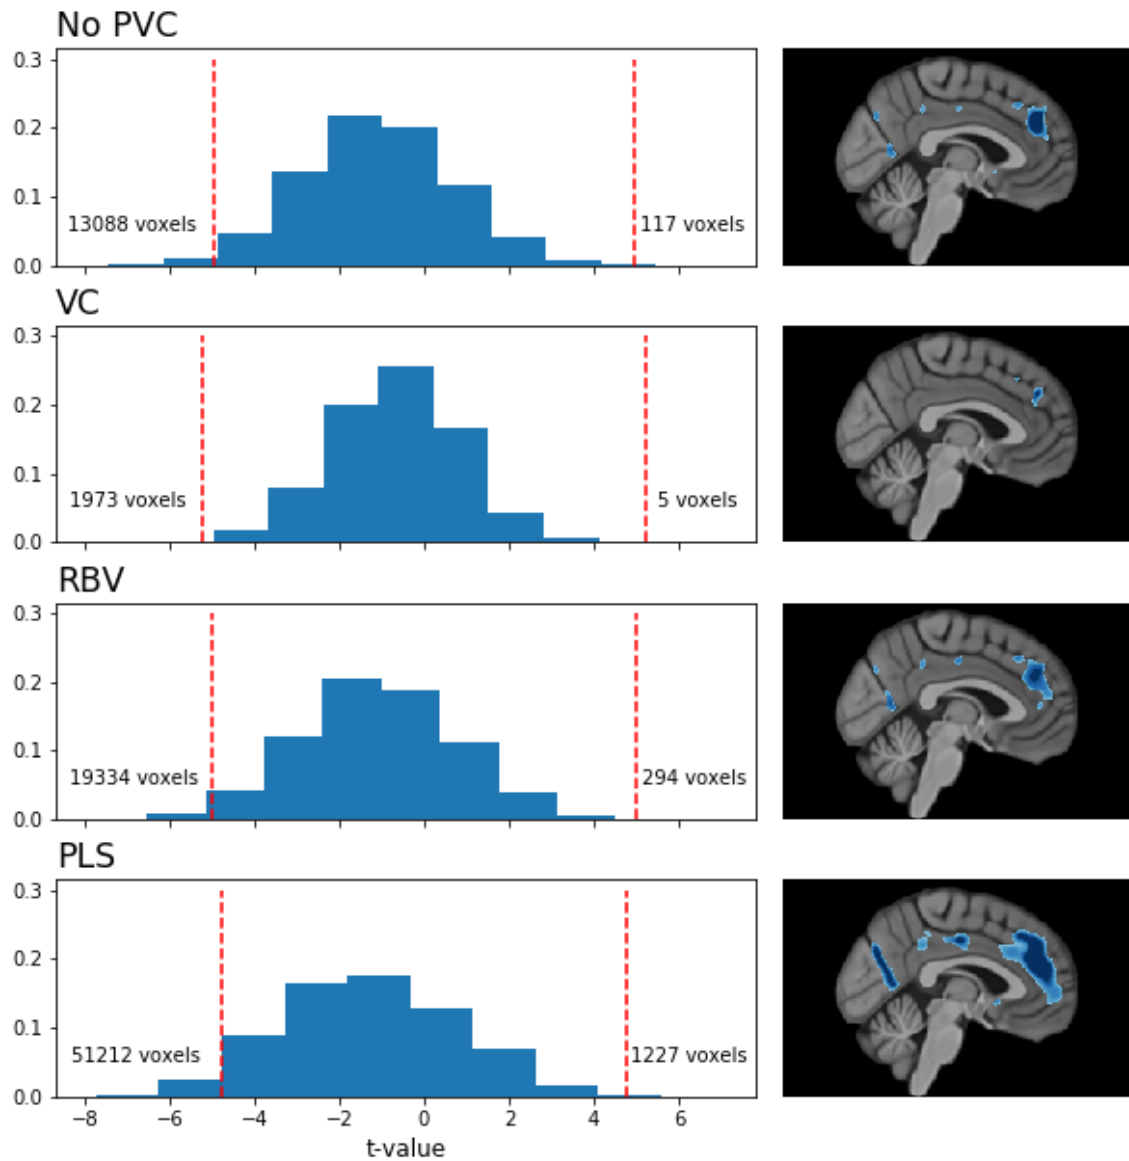 No PVC
0.3
0.2
0.1
0.0
13088 voxels
117 voxels
VC
0.3
0.2
0.1
0.0
1973 voxels
5 voxels
RBV
0.3
0.2
0.1
0.0
19334 voxels
294 voxels
PLS
0.3
0.2
0.1
0.0
51212 voxels
1227 voxels
−8 −6 −4 −2 0 2 4 6
t-value